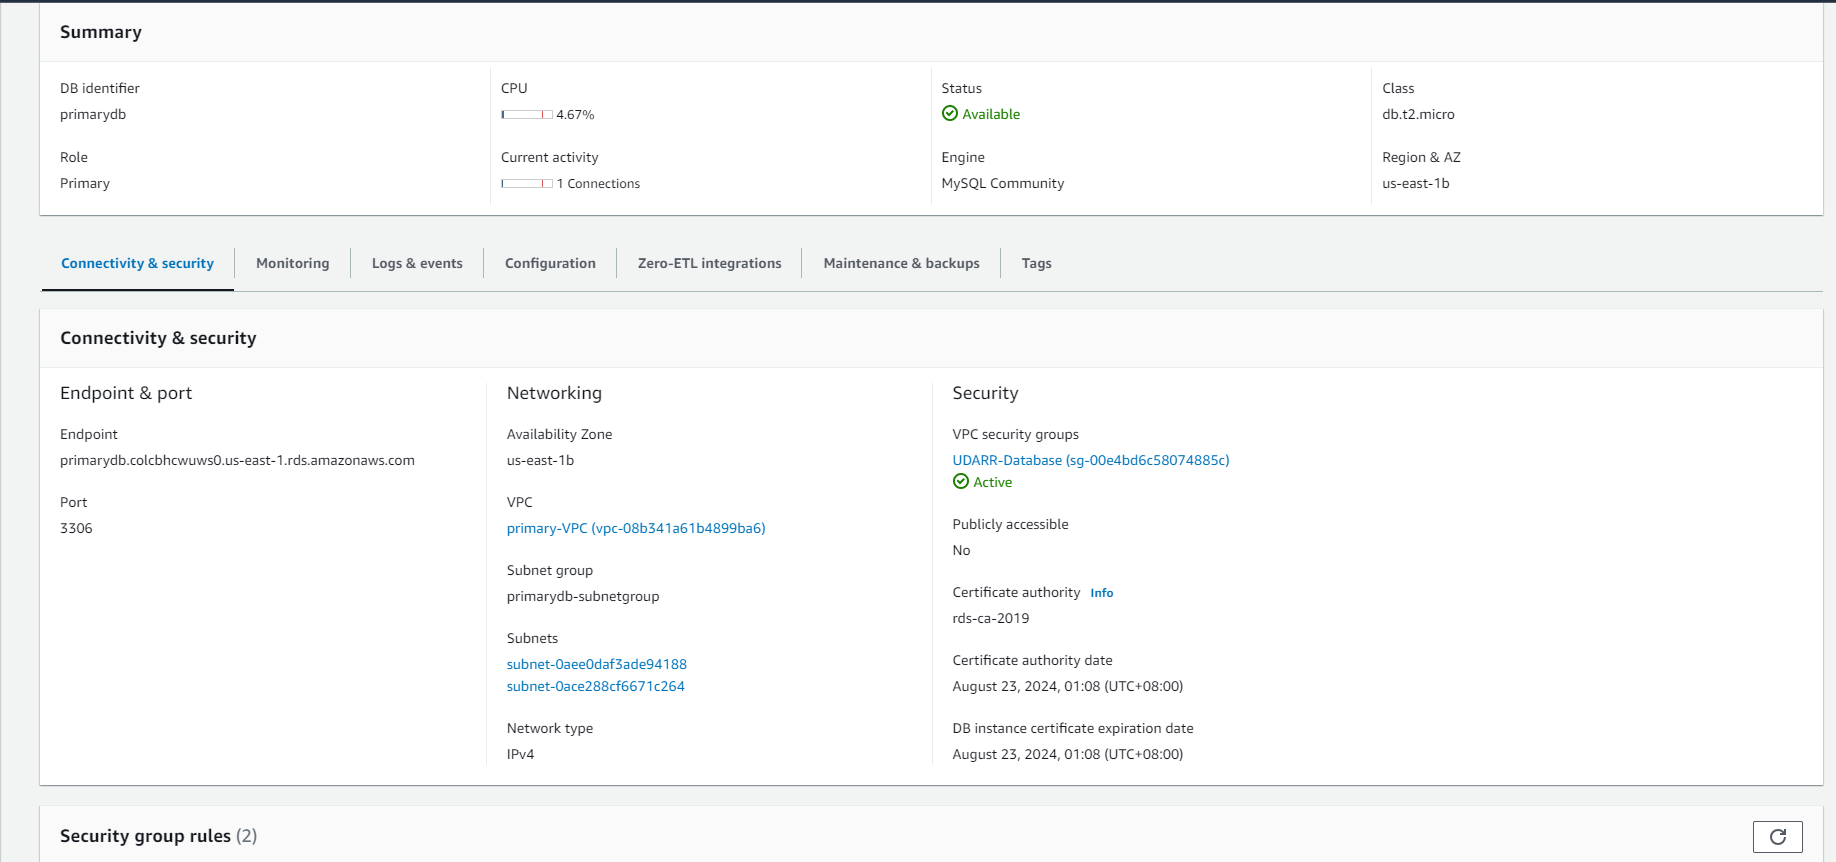 Summary
DB identifier
primarydb
CPU
4.67%
Status
Available
Class
db.t2.micro
Role
Primary
Current activity
1 Connections
Engine
MySQL Community
Region & AZ
us-east-1b
Connectivity & security
Monitoring
Logs & events
Configuration
Zero-ETL integrations
Maintenance & backups
Tags
Connectivity & security
Endpoint & port
Endpoint
primarydb.colcbhcwuws0.us-east-1.rds.amazonaws.com
Port
3306
Networking
Availability Zone
us-east-1b
VPC
primary-VPC (vpc-08b341a61b4899ba6)
Subnet group
primarydb-subnetgroup
Subnets
subnet-0aee0daf3ade94188
subnet-0ace288cf6671c264
Network type
IPv4
Security
VPC security groups
UDARR-Database (sg-00e4bd6c58074885c)
Active
Publicly accessible
No
Certificate authority Info
rds-ca-2019
Certificate authority date
August 23, 2024, 01:08 (UTC+08:00)
DB instance certificate expiration date
August 23, 2024, 01:08 (UTC+08:00)
Security group rules (2)